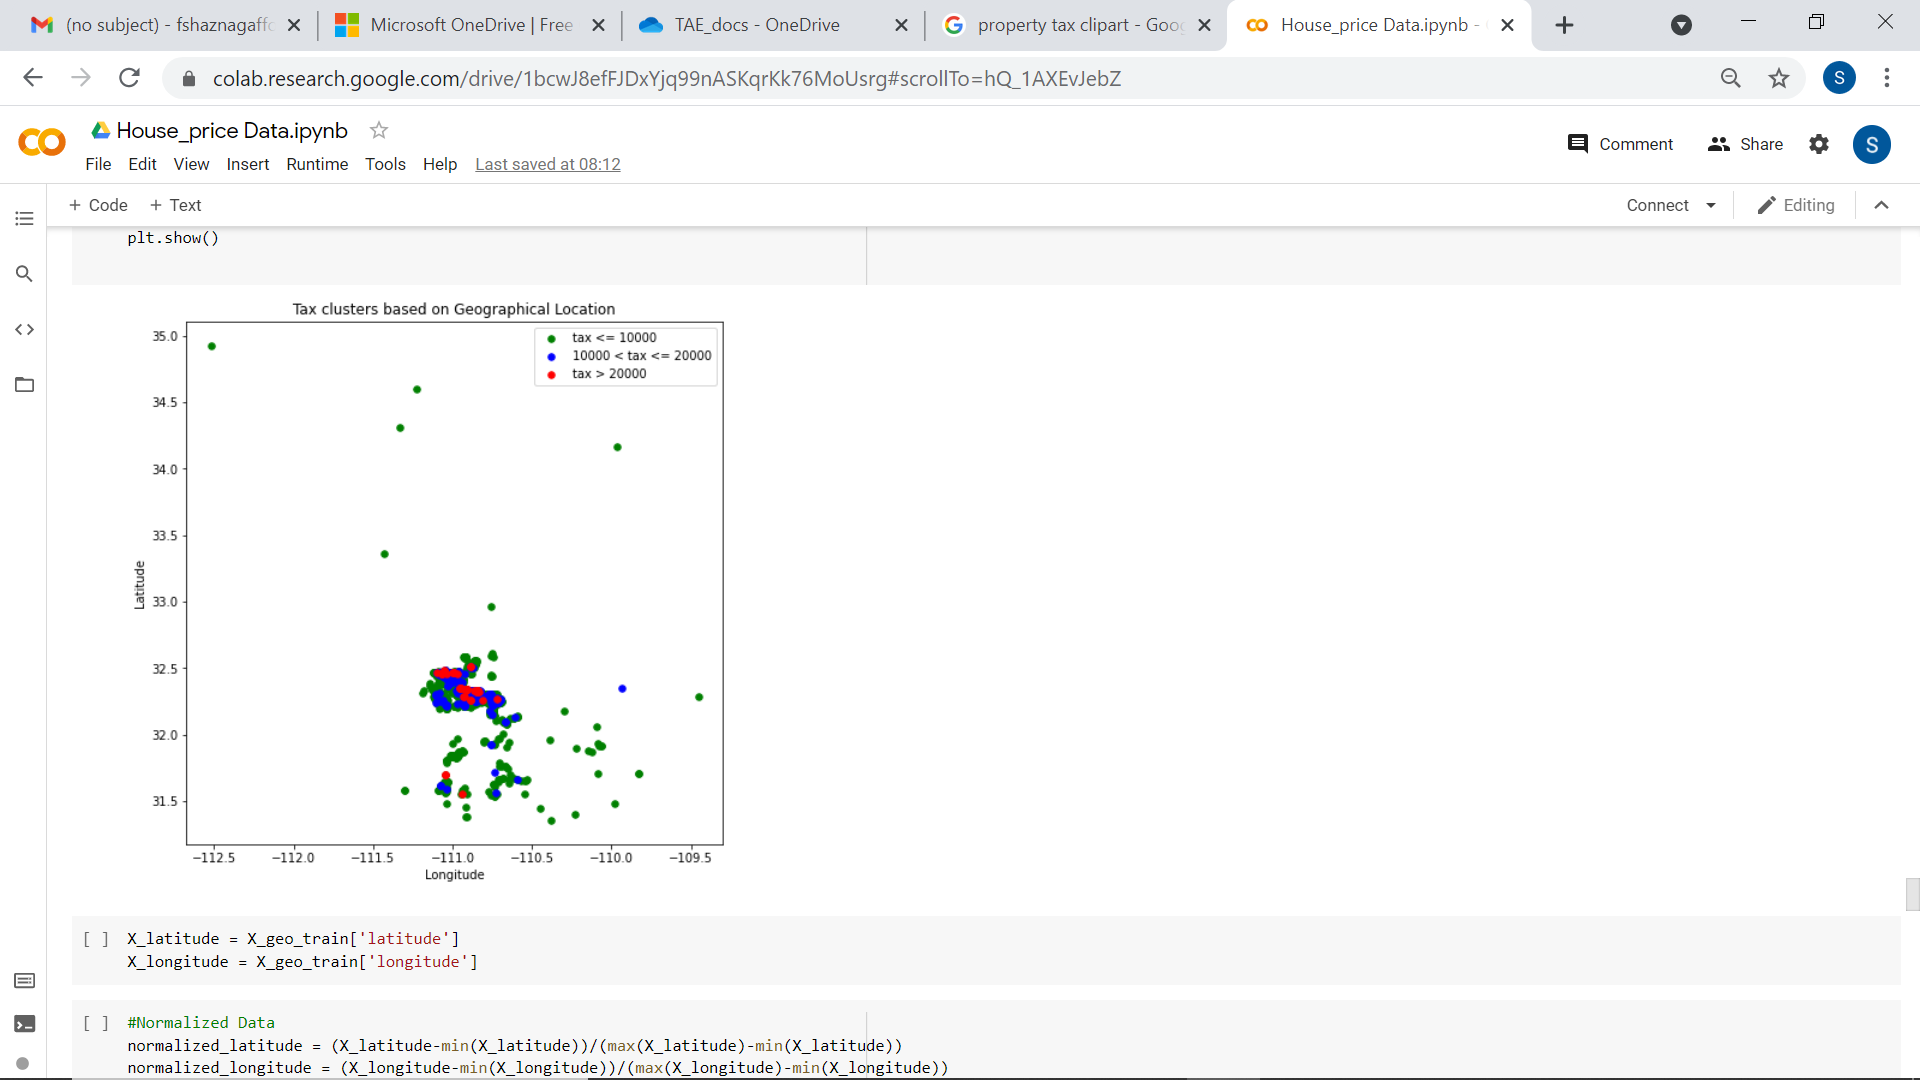 (no subject) - fshaznagaffo
Microsoft OneDrive | Free
TAE_docs - OneDrive
property tax clipart - Goog
House_price Data.ipynb -
colab.research.google.com/drive/1bcwJ8efFJDxYjq99nASKqrKk76MoUsrg#scrollTo=hQ_1AXEvJebZ
S
CO
House_price Data.ipynb
Comment
Share
S
File Edit View Insert Runtime Tools Help Last saved at 08:12
+ Code + Text
Connect
Editing
plt.show()
Tax clusters based on Geographical Location
tax <= 10000
10000 < tax <= 20000
tax > 20000
35.0
34.5
34.0
33.5
33.0
32.5
32.0
31.5
Latitude
−112.5 −112.0 −111.5 −111.0 −110.5 −110.0 −109.5
Longitude
[ ] X_latitude = X_geo_train['latitude']
X_longitude = X_geo_train['longitude']
[ ] #Normalized Data
normalized_latitude = (X_latitude-min(X_latitude))/(max(X_latitude)-min(X_latitude))
normalized_longitude = (X_longitude-min(X_longitude))/(max(X_longitude)-min(X_longitude))